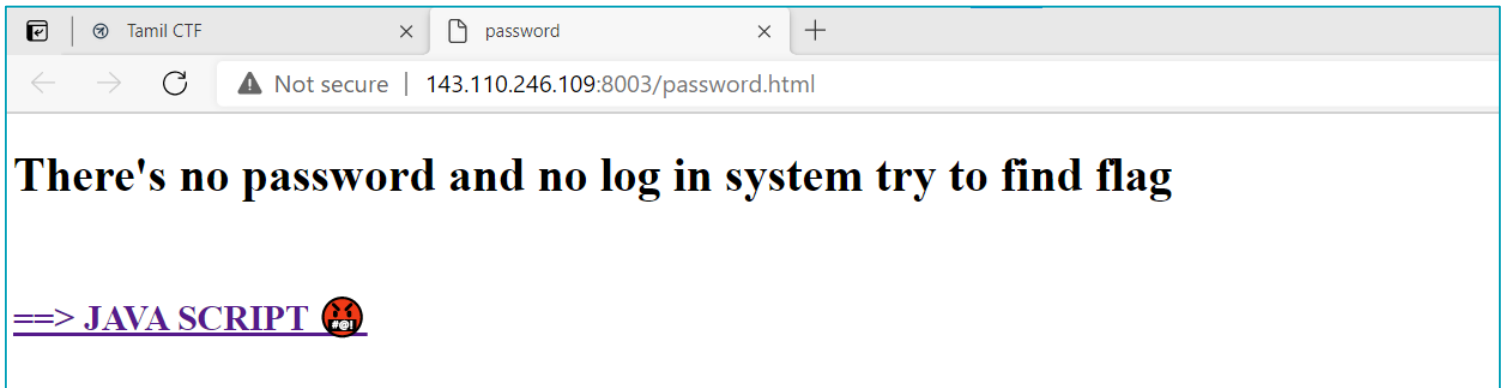 Tamil CTF
password
Not secure | 143.110.246.109:8003/password.html
There's no password and no log in system try to find flag
==> JAVA SCRIPT 🤬